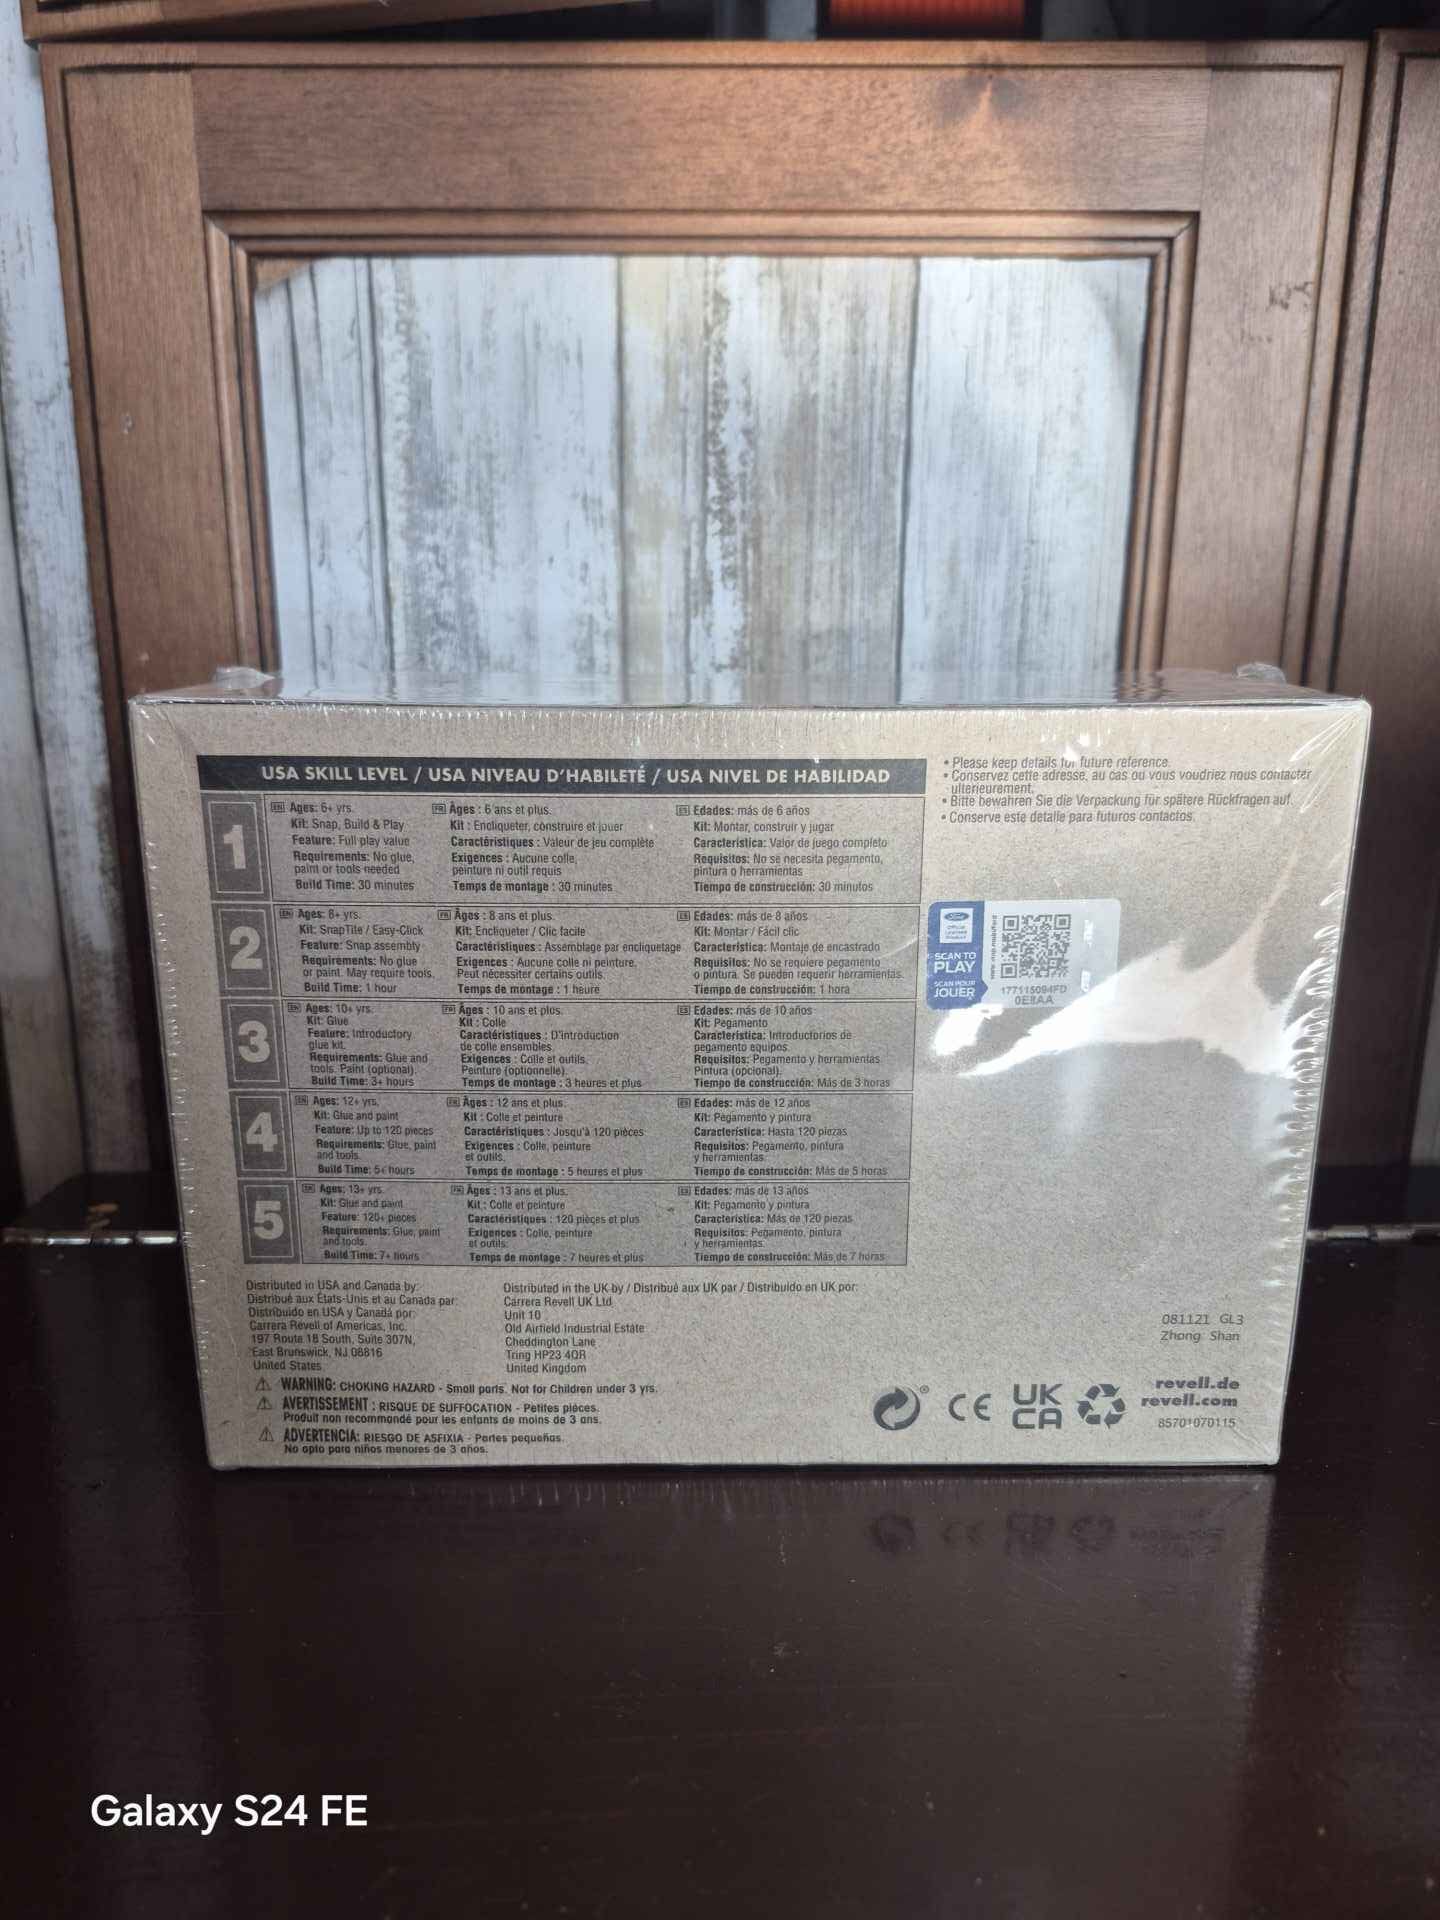 USA SKILL LEVEL / USA NIVEAU D'HABILETÉ / USA NIVEL DE HABILIDAD
1
EN Ages: 6+ yrs.
Kit: Snap, Build & Play
Feature: Full play value
Requirements: No glue,
paint or tools needed
Build Time: 30 minutes
FR Âges : 6 ans et plus.
Kit : Encliqueter, construire et jouer
Caractéristiques : Valeur de jeu complète
Exigences : Aucune colle,
peinture ni outil requis
Temps de montage : 30 minutes
ES Edades: más de 6 años
Kit: Montar, construir y jugar
Característica: Valor de juego completo
Requisitos: No se necesita pegamento,
pintura o herramientas
Tiempo de construcción: 30 minutos
2
EN Ages: 8+ yrs.
Kit: SnapTite / Easy-Click
Feature: Snap assembly
Requirements: No glue
or paint. May require tools.
Build Time: 1 hour
FR Âges : 8 ans et plus.
Kit: Encliqueter / Clic facile
Caractéristiques : Assemblage par encliquetage
Exigences : Aucune colle ni peinture.
Peut nécessiter certains outils.
Temps de montage : 1 heure
ES Edades: más de 8 años
Kit: Montar / Fácil clic
Característica: Montaje de encastrado
Requisitos: No se requiere pegamento
o pintura. Se pueden requerir herramientas.
Tiempo de construcción: 1 hora
3
EN Ages: 10+ yrs.
Kit: Glue
Feature: Introductory
glue kit.
Requirements: Glue and
tools. Paint (optional).
Build Time: 3+ hours
FR Âges : 10 ans et plos.
Kit : Colle
Caractéristiques : D'introduction
de colle ensembles.
Exigences : Colle et outils.
Peinture (optionnelle).
Temps de montage : 3 heures et plus
ES Edades: más de 10 años
Kit: Pegamento
Característica: Introductorios de
pegamento equipos.
Requisitos: Pegamento y herramientas
Pintura (opcional).
Tiempo de construcción: Más de 3 horas
4
EN Ages: 12+ yrs.
Kit: Glue and paint
Feature: Up to 120 pieces
Requirements: Glue, paint
and tools.
Build Time: 5+ hours
FR Âges : 12 ans et plus.
Kit : Colle et peinture
Caractéristiques : Jusqu'à 120 pièces
Exigences : Colle, peinture
et outils.
Temps de montage : 5 heures et plus
ES Edades: más de 12 años
Kit: Pegamento y pintura
Característica: Hasta 120 piezas
Requisitos: Pegamento, pintura
y herramientas.
Tiempo de construcción: Más de 5 horas
5
EN Ages: 13+ yrs.
Kit: Glue and paint
Feature: 120+ pieces
Requirements: Glue, paint
and tools.
Build Time: 7+ hours
FR Âges : 13 ans et plus.
Kit : Colle et peinture
Caractéristiques : 120 pièces et plus
Exigences : Colle, peinture
et outils.
Temps de montage : 7 heures et plus
ES Edades: más de 13 años
Kit: Pegamento y pintura
Característica: Más de 120 piezas
Requisitos: Pegamento, pintura
y herramientas.
Tiempo de construcción: Más de 7 horas
• Please keep details for future reference.
• Conservez cette adresse, au cas où vous voudriez nous contacter
ultérieurement.
• Bitte bewahren Sie die Verpackung für spätere Rückfragen auf.
• Conserve este detalle para futuros contactos.
Ford
Official
Licensed
Product
SCAN TO
PLAY
SCAN POUR
JOUER
177115094FD
0E8AA
Distributed in USA and Canada by:
Distribué aux États-Unis et au Canada par:
Distribuido en USA y Canadá por:
Carrera Revell of Americas, Inc.
197 Route 18 South, Suite 307N,
East Brunswick, NJ 08816
United States
Distributed in the UK by / Distribué aux UK par / Distribuido en UK por:
Carrera Revell UK Ltd
Unit 10
Old Airfield Industrial Estate
Cheddington Lane
Tring HP23 4QR
United Kingdom
WARNING: CHOKING HAZARD - Small parts. Not for Children under 3 yrs.
AVERTISSEMENT : RISQUE DE SUFFOCATION - Petites pièces.
Produit non recommandé pour les enfants de moins de 3 ans.
ADVERTENCIA: RIESGO DE ASFIXIA - Partes pequeñas.
No apto para niños menores de 3 años.
081121 GL3
Zhong Shan
®
CE
UK
CA
revell.de
revell.com
85701070115
Galaxy S24 FE